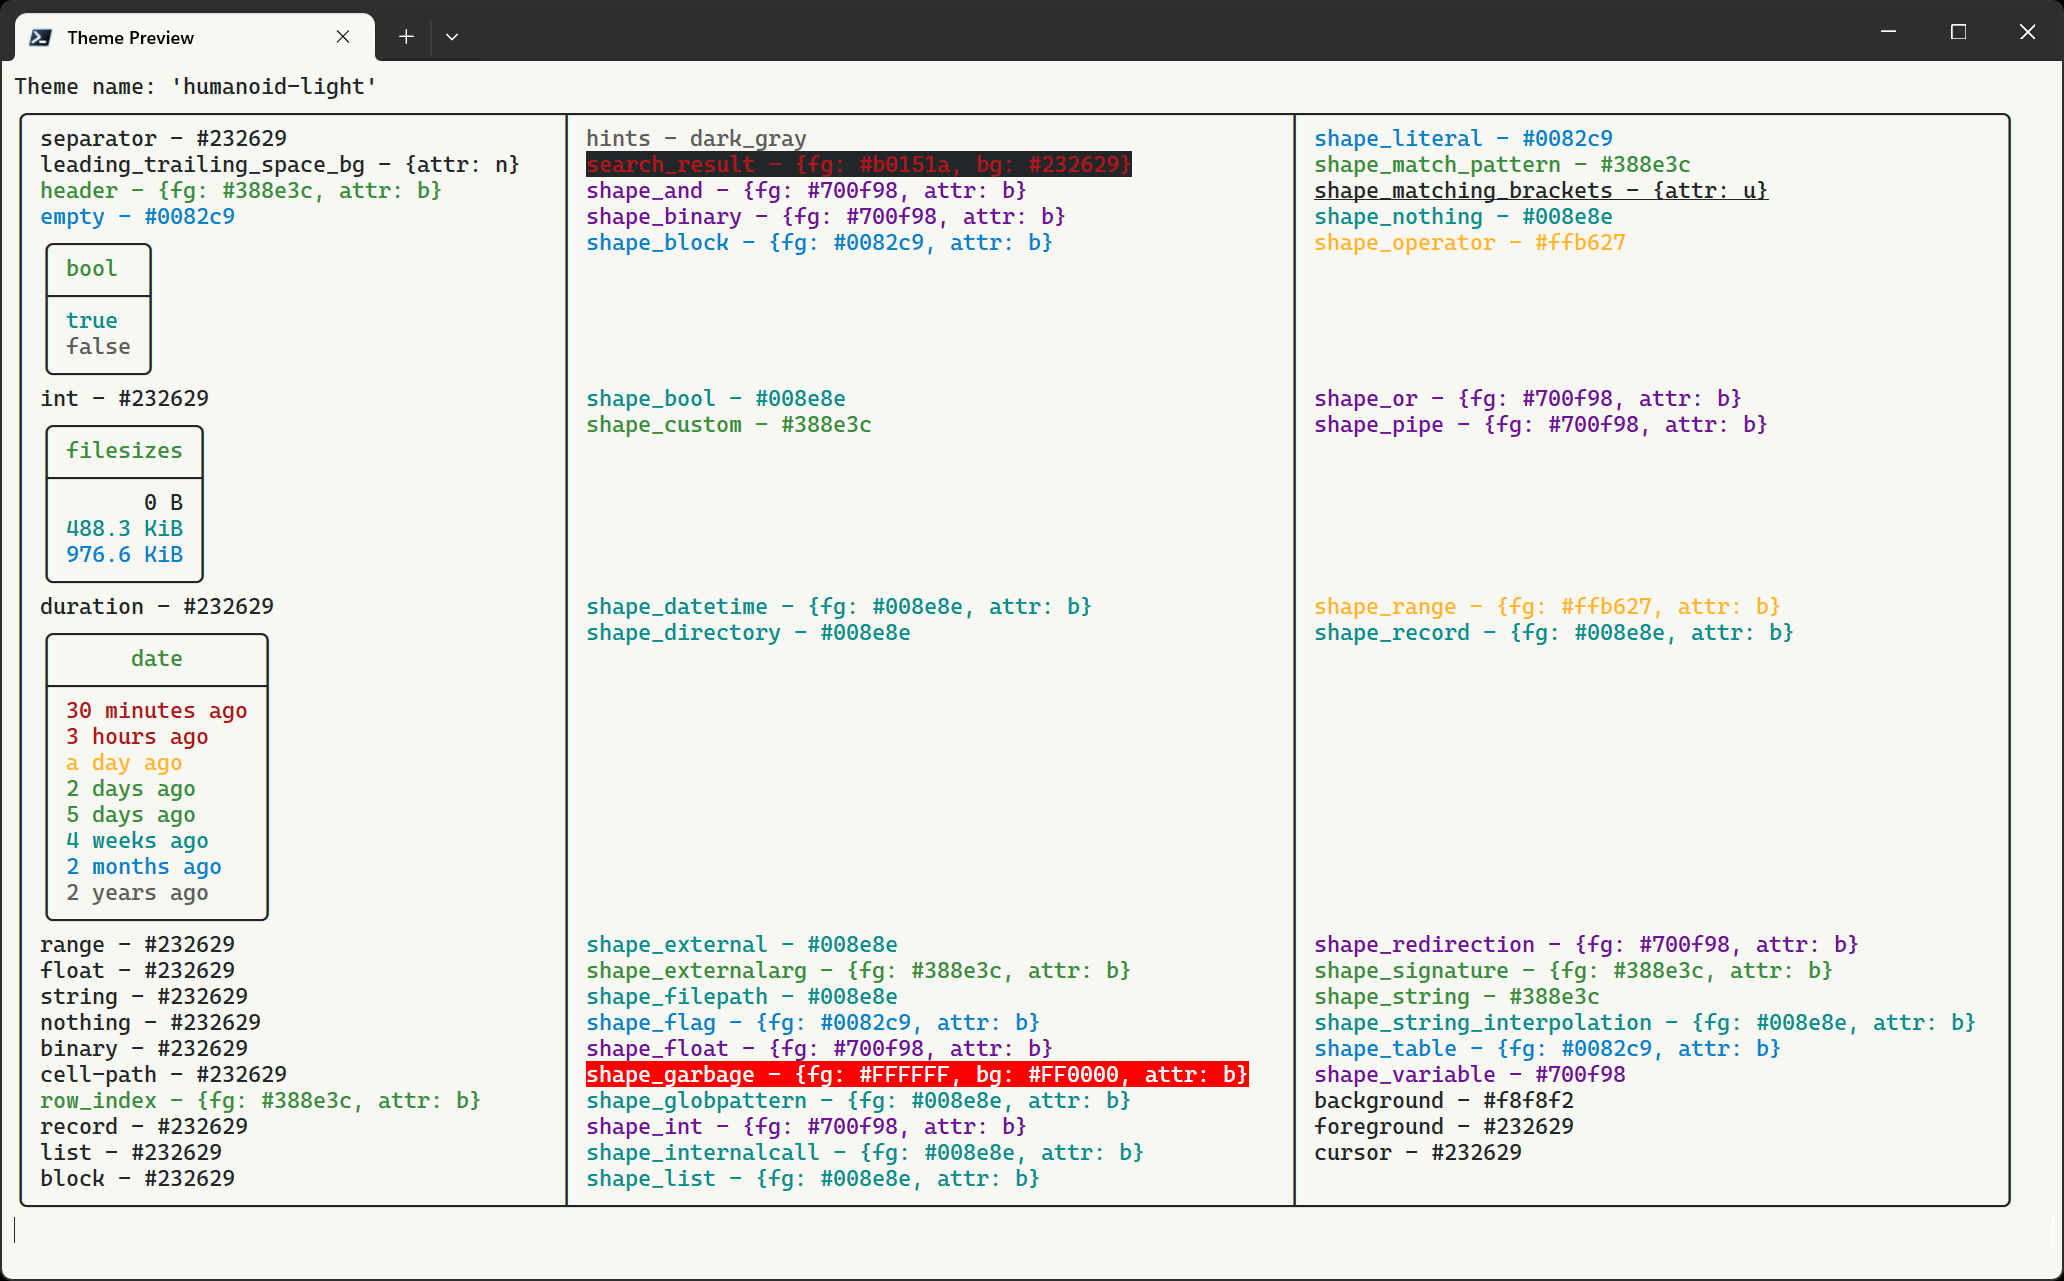 Theme Preview
Theme name: 'humanoid-light'
separator - #232629
leading_trailing_space_bg - {attr: n}
header - {fg: #388e3c, attr: b}
empty - #0082c9
bool
true
false
int - #232629
filesizes
0 B
488.3 KiB
976.6 KiB
duration - #232629
date
30 minutes ago
3 hours ago
a day ago
2 days ago
5 days ago
4 weeks ago
2 months ago
2 years ago
range - #232629
float - #232629
string - #232629
nothing - #232629
binary - #232629
cell-path - #232629
row_index - {fg: #388e3c, attr: b}
record - #232629
list - #232629
block - #232629
hints - dark_gray
search_result - {fg: #b0151a, bg: #232629}
shape_and - {fg: #700f98, attr: b}
shape_binary - {fg: #700f98, attr: b}
shape_block - {fg: #0082c9, attr: b}
shape_bool - #008e8e
shape_custom - #388e3c
shape_datetime - {fg: #008e8e, attr: b}
shape_directory - #008e8e
shape_external - #008e8e
shape_externalarg - {fg: #388e3c, attr: b}
shape_filepath - #008e8e
shape_flag - {fg: #0082c9, attr: b}
shape_float - {fg: #700f98, attr: b}
shape_garbage - {fg: #FFFFFF, bg: #FF0000, attr: b}
shape_globpattern - {fg: #008e8e, attr: b}
shape_int - {fg: #700f98, attr: b}
shape_internalcall - {fg: #008e8e, attr: b}
shape_list - {fg: #008e8e, attr: b}
shape_literal - #0082c9
shape_match_pattern - #388e3c
shape_matching_brackets - {attr: u}
shape_nothing - #008e8e
shape_operator - #ffb627
shape_or - {fg: #700f98, attr: b}
shape_pipe - {fg: #700f98, attr: b}
shape_range - {fg: #ffb627, attr: b}
shape_record - {fg: #008e8e, attr: b}
shape_redirection - {fg: #700f98, attr: b}
shape_signature - {fg: #388e3c, attr: b}
shape_string - #388e3c
shape_string_interpolation - {fg: #008e8e, attr: b}
shape_table - {fg: #0082c9, attr: b}
shape_variable - #700f98
background - #f8f8f2
foreground - #232629
cursor - #232629